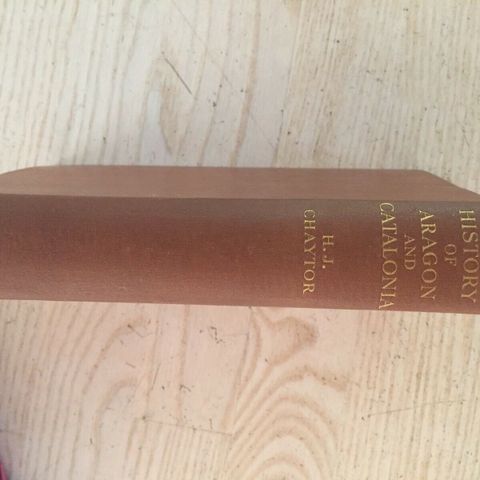 HISTORY
OF
ARAGON
AND
CATALONIA
H. J.
CHAYTOR